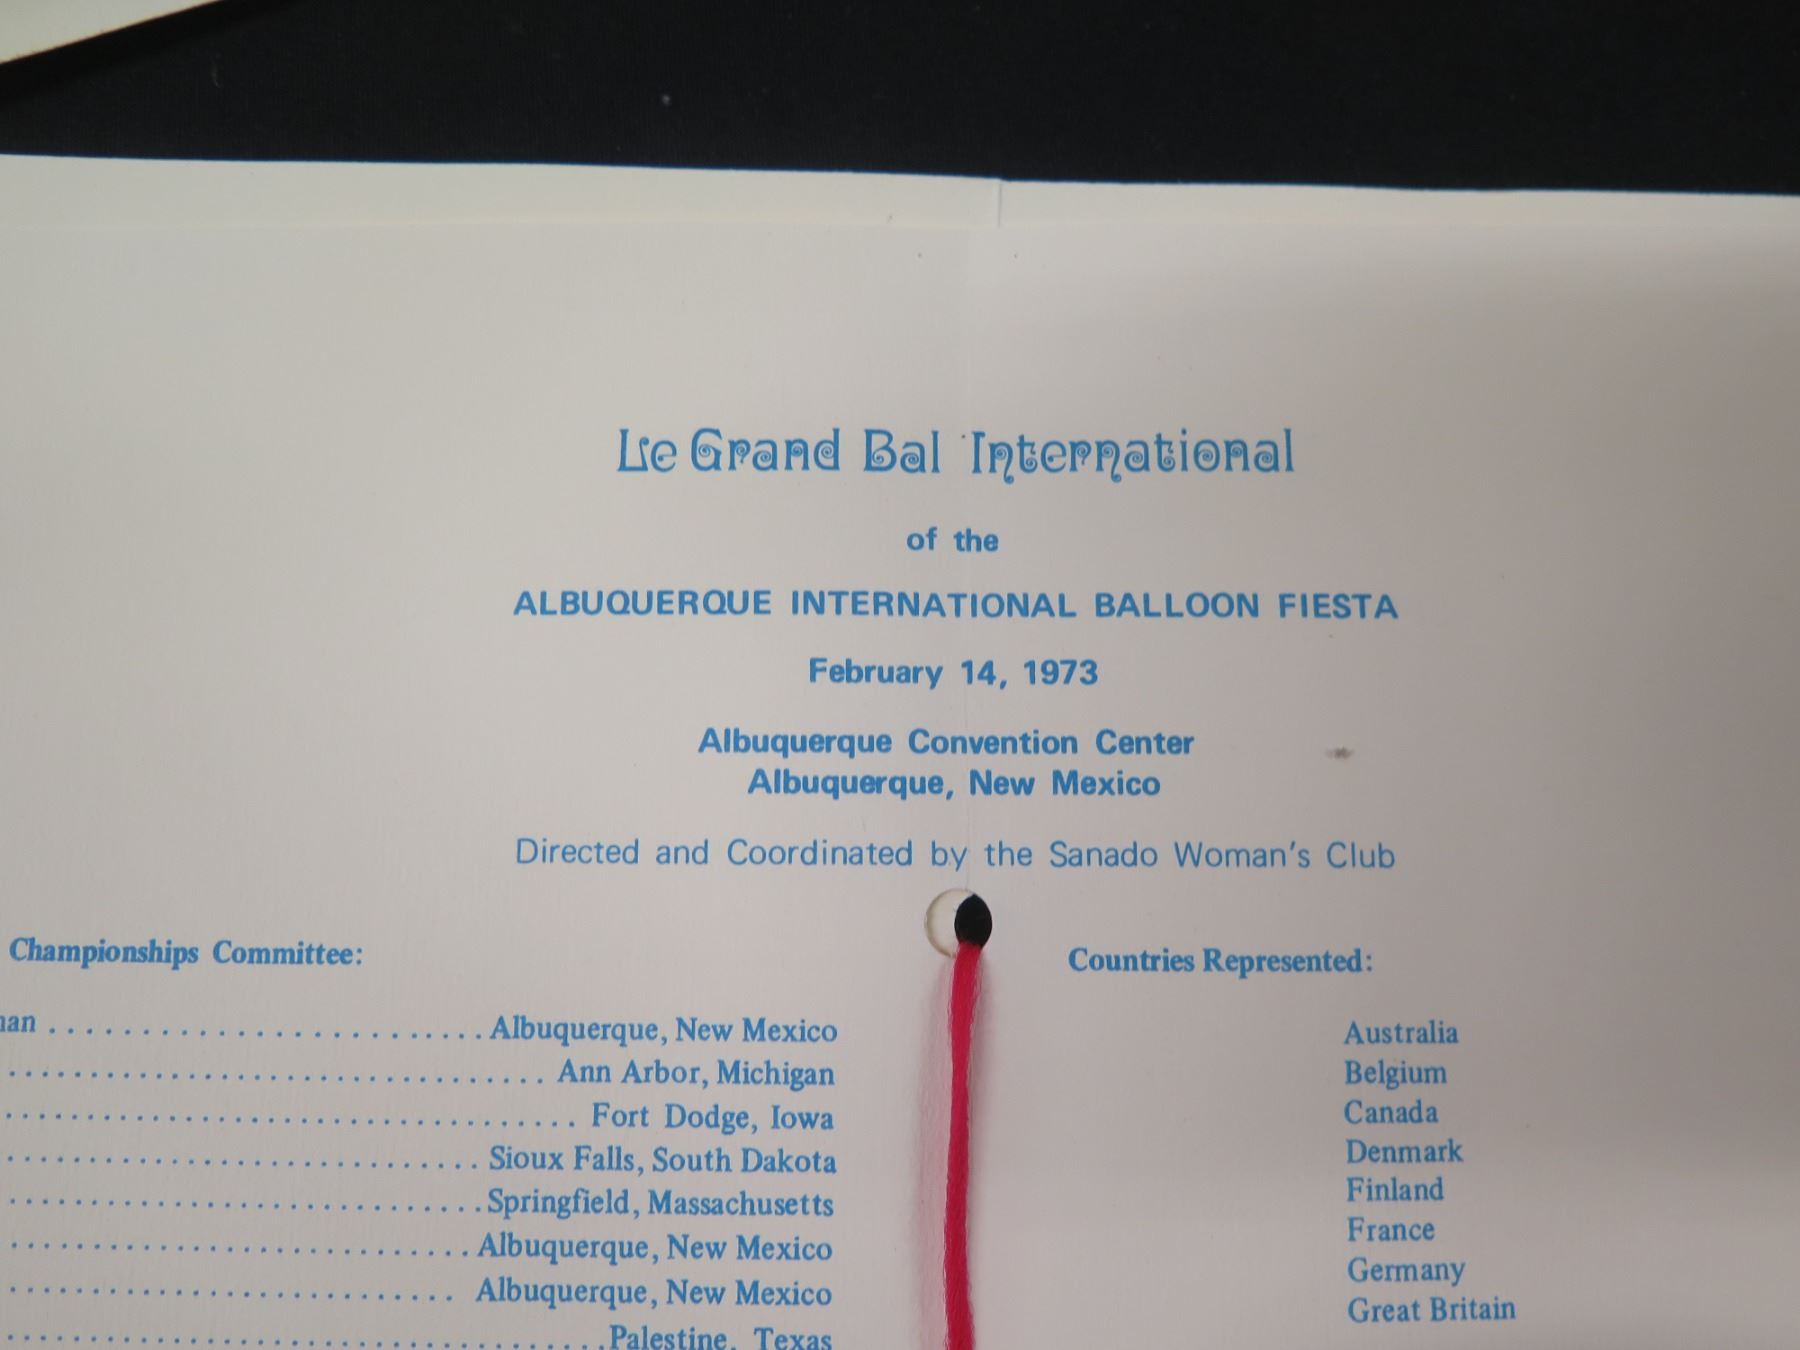 Le Grand Bal International
of the
ALBUQUERQUE INTERNATIONAL BALLOON FIESTA
February 14, 1973
Albuquerque Convention Center
Albuquerque, New Mexico
Directed and Coordinated by the Sanado Woman's Club
Championships Committee:
Albuquerque, New Mexico
Ann Arbor, Michigan
Fort Dodge, Iowa
Sioux Falls, South Dakota
Springfield, Massachusetts
Albuquerque, New Mexico
Albuquerque, New Mexico
Palestine, Texas
Countries Represented:
Australia
Belgium
Canada
Denmark
Finland
France
Germany
Great Britain